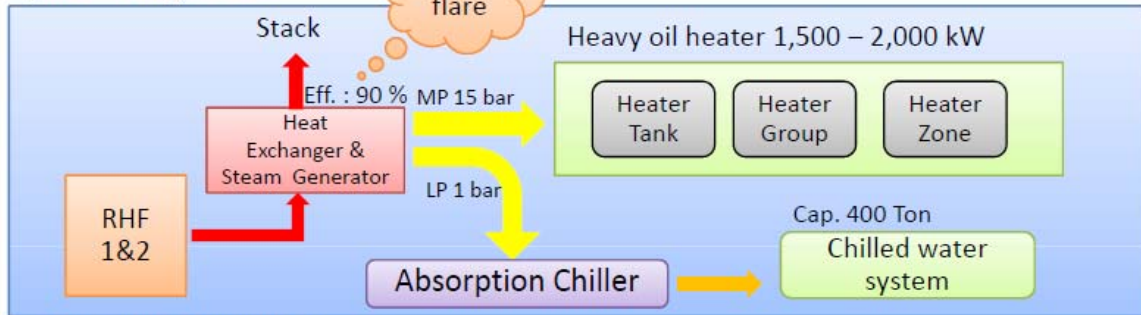 flare
Stack
Heavy oil heater 1,500 – 2,000 kW
Eff. : 90 % MP 15 bar
Heater
Tank
Heater
Group
Heater
Zone
Heat
Exchanger &
Steam Generator
LP 1 bar
RHF
1&2
Cap. 400 Ton
Chilled water
system
Absorption Chiller